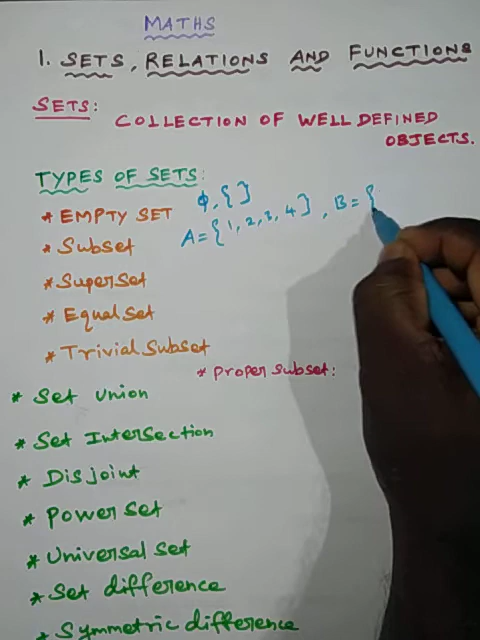 MATHS
1. SETS, RELATIONS AND FUNCTIONS
SETS: COLLECTION OF WELL DEFINED
OBJECTS.
TYPES OF SETS:
* EMPTY SET φ, { }
* Subset A = { 1, 2, 3, 4 }, B = {
* SuperSet
* Equal Set
* Trivial Subset
* Proper Subset:
* Set Union
* Set Intersection
* Disjoint
* Power Set
* Universal Set
* Set difference
* Symmetric difference